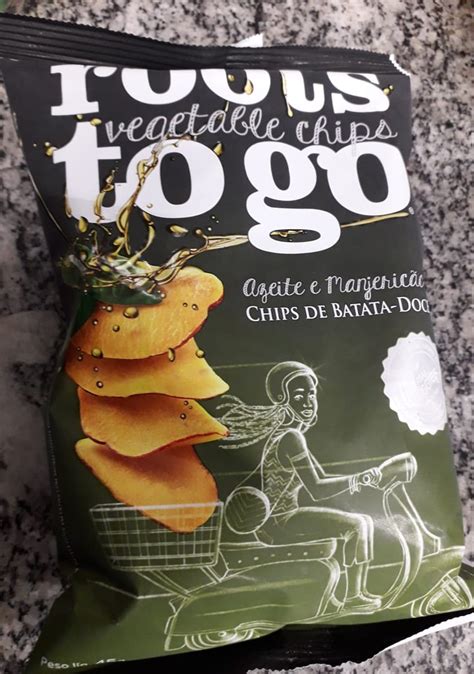 roots
vegetable chips
to go
Azeite e Manjericão
CHIPS DE BATATA-DOCE